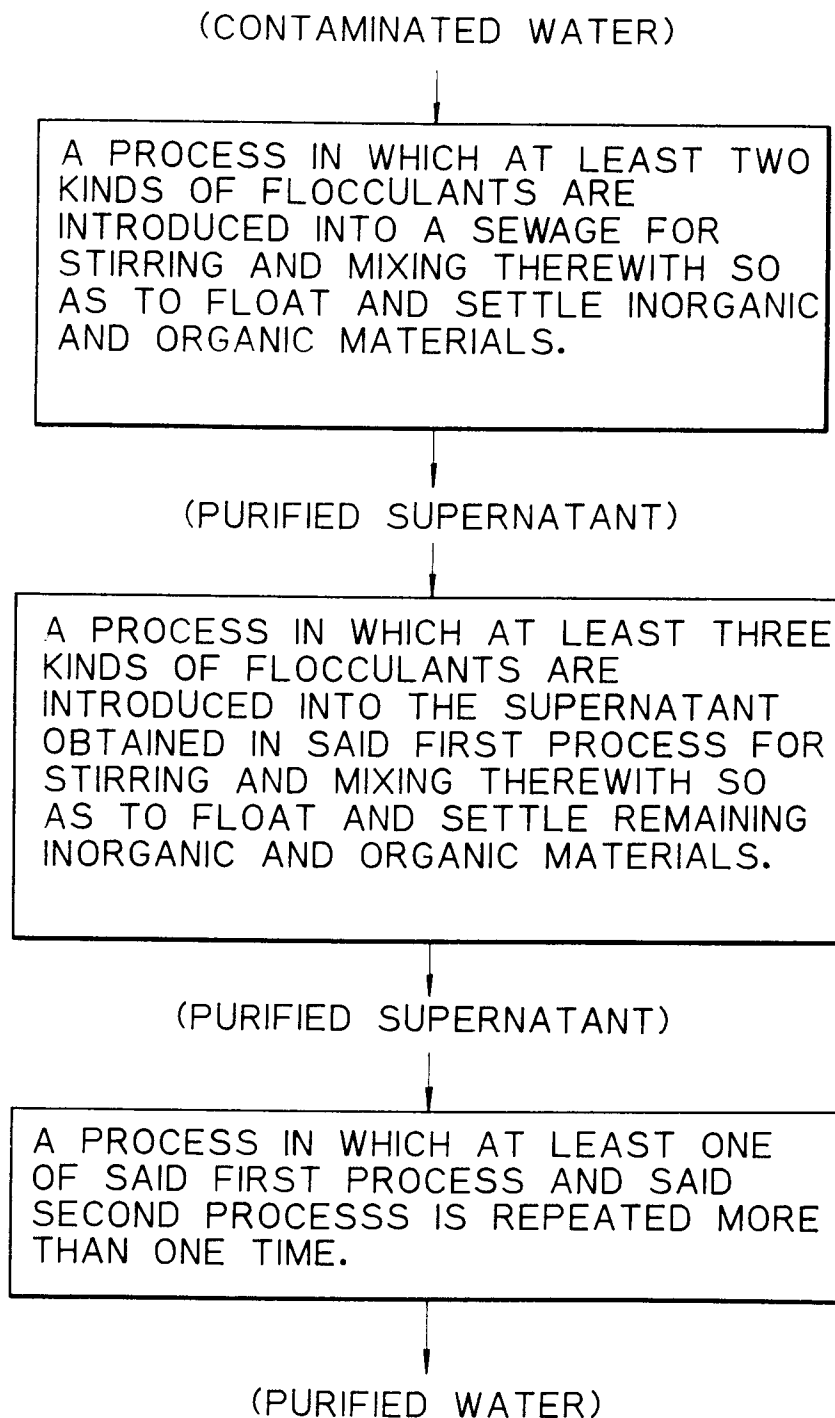 (CONTAMINATED WATER)
A PROCESS IN WHICH AT LEAST TWO
KINDS OF FLOCCULANTS ARE
INTRODUCED INTO A SEWAGE FOR
STIRRING AND MIXING THEREWITH SO
AS TO FLOAT AND SETTLE INORGANIC
AND ORGANIC MATERIALS.
(PURIFIED SUPERNATANT)
A PROCESS IN WHICH AT LEAST THREE
KINDS OF FLOCCULANTS ARE
INTRODUCED INTO THE SUPERNATANT
OBTAINED IN SAID FIRST PROCESS FOR
STIRRING AND MIXING THEREWITH SO
AS TO FLOAT AND SETTLE REMAINING
INORGANIC AND ORGANIC MATERIALS.
(PURIFIED SUPERNATANT)
A PROCESS IN WHICH AT LEAST ONE
OF SAID FIRST PROCESS AND SAID
SECOND PROCESSS IS REPEATED MORE
THAN ONE TIME.
(PURIFIED WATER)